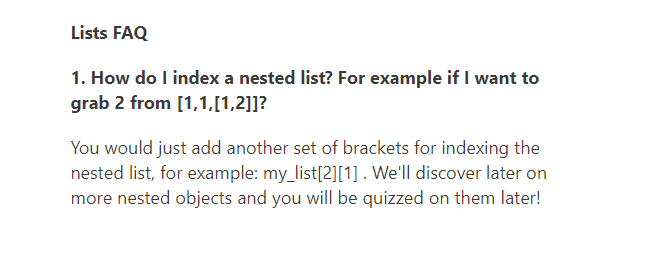 Lists FAQ
1. How do I index a nested list? For example if I want to
grab 2 from [1,1,[1,2]]?
You would just add another set of brackets for indexing the
nested list, for example: my_list[2][1] . We'll discover later on
more nested objects and you will be quizzed on them later!